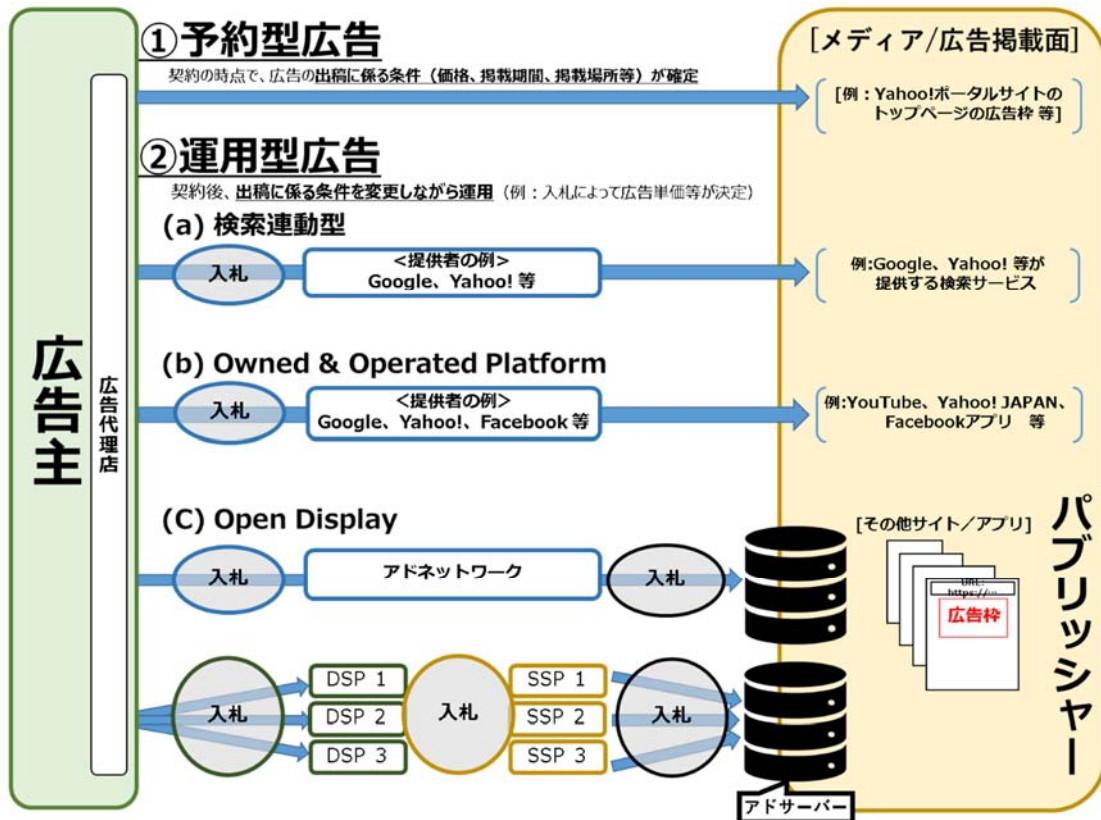 ①予約型広告
契約の時点で、広告の出稿に係る条件（価格、掲載期間、掲載場所等）が確定
[メディア/広告掲載面]
[例：Yahoo!ポータルサイトの
トップページの広告枠 等]
②運用型広告
契約後、出稿に係る条件を変更しながら運用（例：入札によって広告単価等が決定）
(a) 検索連動型
入札
<提供者の例>
Google、Yahoo! 等
例:Google、Yahoo! 等が
提供する検索サービス
広告主
広告代理店
(b) Owned & Operated Platform
入札
<提供者の例>
Google、Yahoo!、Facebook 等
例:YouTube、Yahoo! JAPAN、
Facebookアプリ 等
(C) Open Display
入札
アドネットワーク
入札
[その他サイト／アプリ]
URL:
https://…
広告枠
パブリッシャー
入札
DSP 1
DSP 2
DSP 3
入札
SSP 1
SSP 2
SSP 3
入札
アドサーバー